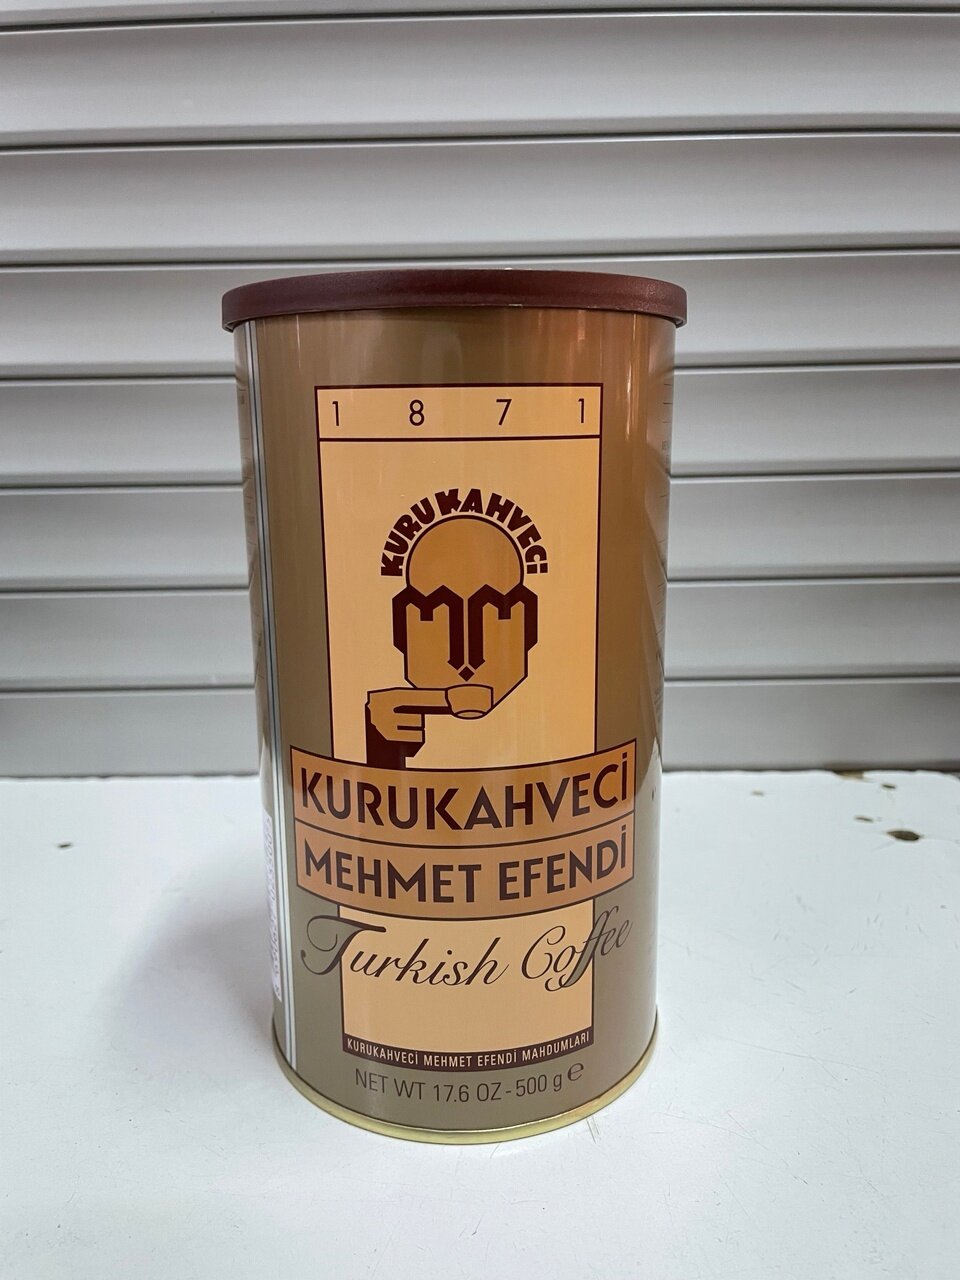 1 8 7 1
KURUKAHVECİ
KURUKAHVECİ
MEHMET EFENDİ
Turkish Coffee
KURUKAHVECİ MEHMET EFENDİ MAHDUMLARI
NET WT 17.6 OZ - 500 g ℮